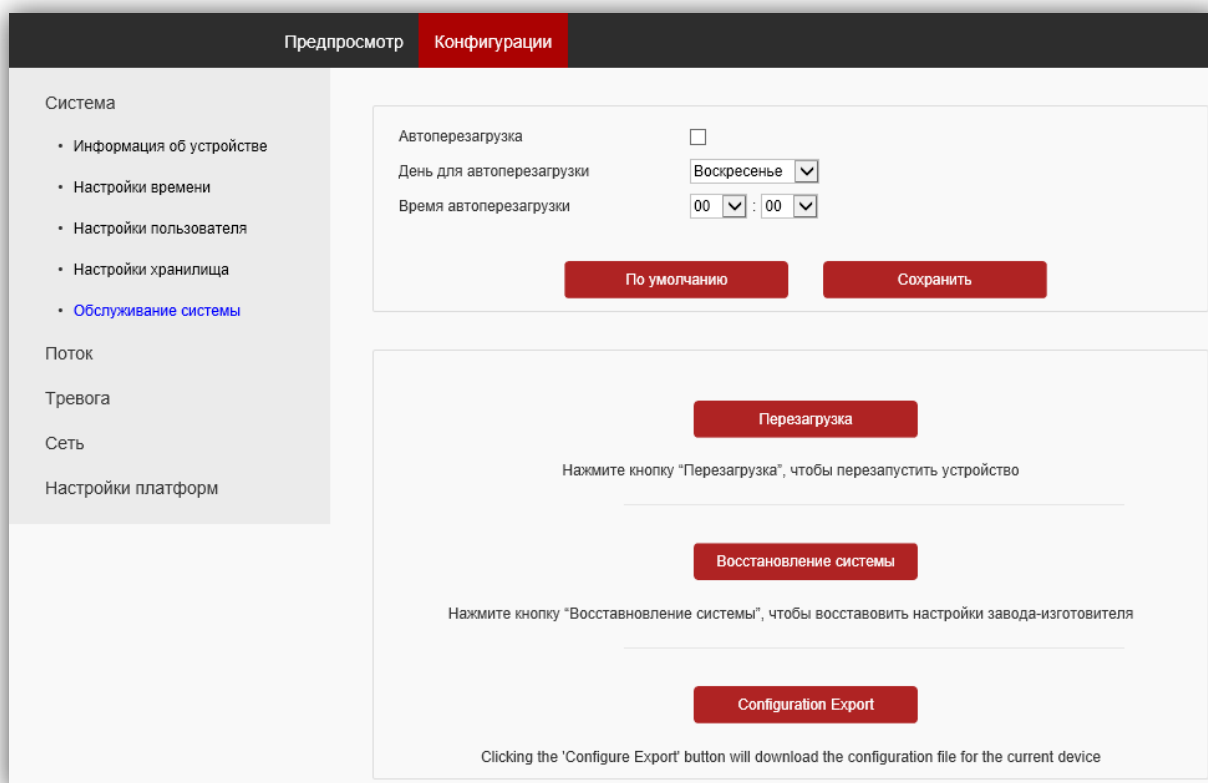 Предпросмотр Конфигурации
Система
• Информация об устройстве
• Настройки времени
• Настройки пользователя
• Настройки хранилища
• Обслуживание системы
Поток
Тревога
Сеть
Настройки платформ
Автоперезагрузка
День для автоперезагрузки Воскресенье
Время автоперезагрузки 00 : 00
По умолчанию Сохранить
Перезагрузка
Нажмите кнопку “Перезагрузка”, чтобы перезапустить устройство
Восстановление системы
Нажмите кнопку “Восставновление системы”, чтобы восставовить настройки завода-изготовителя
Configuration Export
Clicking the 'Configure Export' button will download the configuration file for the current device